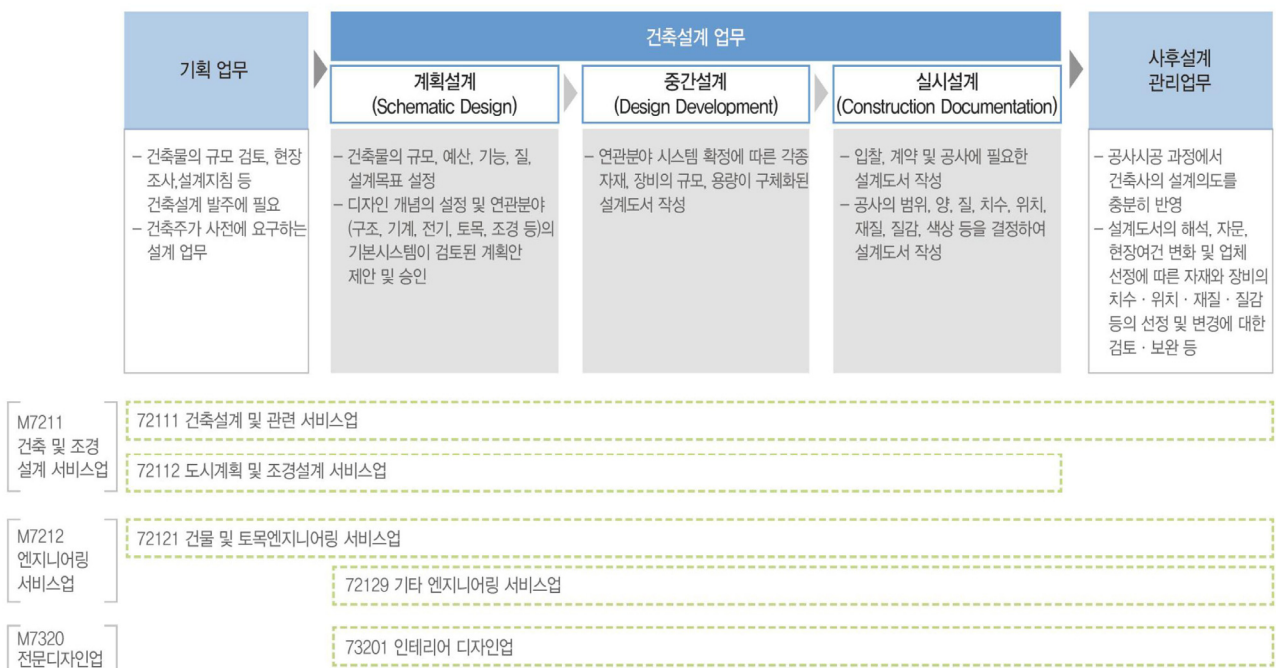 기획 업무
건축설계 업무
계획설계
(Schematic Design)
중간설계
(Design Development)
실시설계
(Construction Documentation)
사후설계
관리업무
– 건축물의 규모 검토, 현장
조사,설계지침 등
건축설계 발주에 필요
– 건축주가 사전에 요구하는
설계 업무
– 건축물의 규모, 예산, 기능, 질,
설계목표 설정
– 디자인 개념의 설정 및 연관분야
(구조, 기계, 전기, 토목, 조경 등)의
기본시스템이 검토된 계획안
제안 및 승인
– 연관분야 시스템 확정에 따른 각종
자재, 장비의 규모, 용량이 구체화된
설계도서 작성
– 입찰, 계약 및 공사에 필요한
설계도서 작성
– 공사의 범위, 양, 질, 치수, 위치,
재질, 질감, 색상 등을 결정하여
설계도서 작성
– 공사시공 과정에서
건축사의 설계의도를
충분히 반영
– 설계도서의 해석, 자문,
현장여건 변화 및 업체
선정에 따른 자재와 장비의
치수 · 위치 · 재질 · 질감
등의 선정 및 변경에 대한
검토 · 보완 등
M7211
건축 및 조경
설계 서비스업
72111 건축설계 및 관련 서비스업
72112 도시계획 및 조경설계 서비스업
M7212
엔지니어링
서비스업
72121 건물 및 토목엔지니어링 서비스업
72129 기타 엔지니어링 서비스업
M7320
전문디자인업
73201 인테리어 디자인업